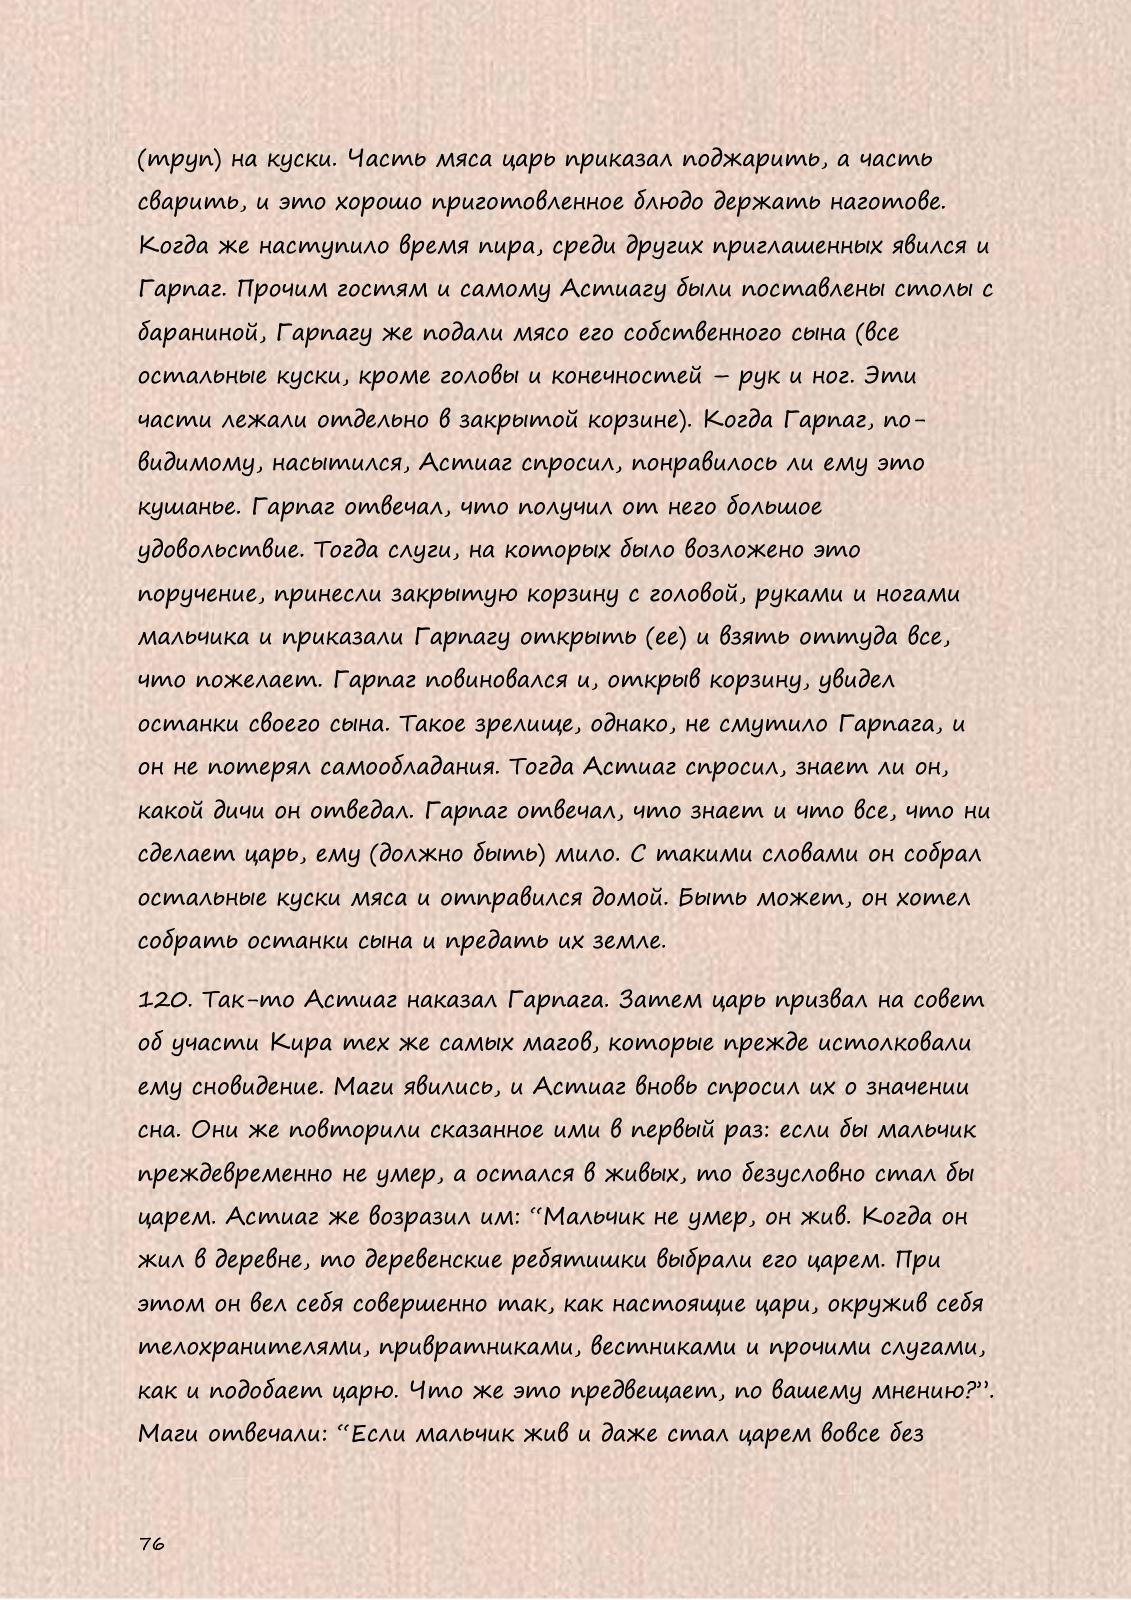 (труп) на куски. Часть мяса царь приказал поджарить, а часть
сварить, и это хорошо приготовленное блюдо держать наготове.
Когда же наступило время пира, среди других приглашенных явился и
Гарпаг. Прочим гостям и самому Астиагу были поставлены столы с
бараниной, Гарпагу же подали мясо его собственного сына (все
остальные куски, кроме головы и конечностей – рук и ног. Эти
части лежали отдельно в закрытой корзине). Когда Гарпаг, по-
видимому, насытился, Астиаг спросил, понравилось ли ему это
кушанье. Гарпаг отвечал, что получил от него большое
удовольствие. Тогда слуги, на которых было возложено это
поручение, принесли закрытую корзину с головой, руками и ногами
мальчика и приказали Гарпагу открыть (ее) и взять оттуда все,
что пожелает. Гарпаг повиновался и, открыв корзину, увидел
останки своего сына. Такое зрелище, однако, не смутило Гарпага, и
он не потерял самообладания. Тогда Астиаг спросил, знает ли он,
какой дичи он отведал. Гарпаг отвечал, что знает и что все, что ни
сделает царь, ему (должно быть) мило. С такими словами он собрал
остальные куски мяса и отправился домой. Быть может, он хотел
собрать останки сына и предать их земле.
120. Так-то Астиаг наказал Гарпага. Затем царь призвал на совет
об участи Кира тех же самых магов, которые прежде истолковали
ему сновидение. Маги явились, и Астиаг вновь спросил их о значении
сна. Они же повторили сказанное ими в первый раз: если бы мальчик
преждевременно не умер, а остался в живых, то безусловно стал бы
царем. Астиаг же возразил им: “Мальчик не умер, он жив. Когда он
жил в деревне, то деревенские ребятишки выбрали его царем. При
этом он вел себя совершенно так, как настоящие цари, окружив себя
телохранителями, привратниками, вестниками и прочими слугами,
как и подобает царю. Что же это предвещает, по вашему мнению?”.
Маги отвечали: “Если мальчик жив и даже стал царем вовсе без
76